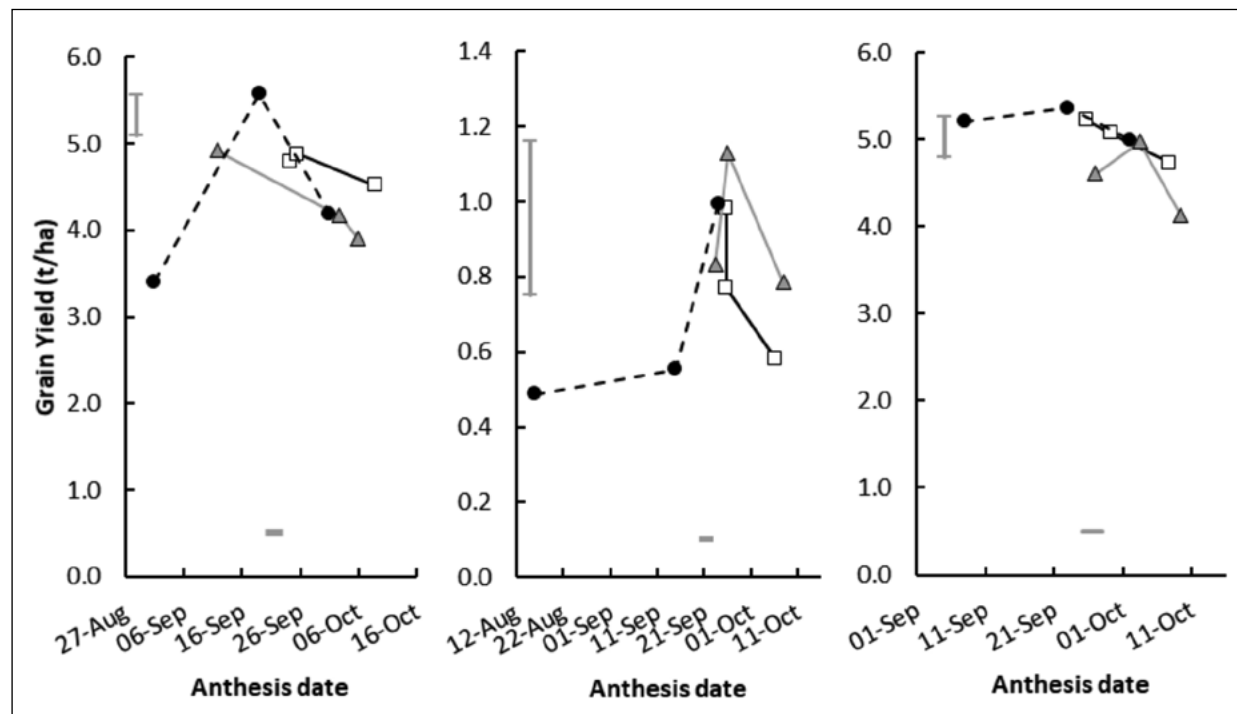 Grain Yield (t/ha)
6.0
5.0
4.0
3.0
2.0
1.0
0.0
27-Aug
06-Sep
16-Sep
26-Sep
06-Oct
16-Oct
Anthesis date
1.4
1.2
1.0
0.8
0.6
0.4
0.2
0.0
12-Aug
22-Aug
01-Sep
11-Sep
21-Sep
01-Oct
11-Oct
Anthesis date
6.0
5.0
4.0
3.0
2.0
1.0
0.0
01-Sep
11-Sep
21-Sep
01-Oct
11-Oct
Anthesis date